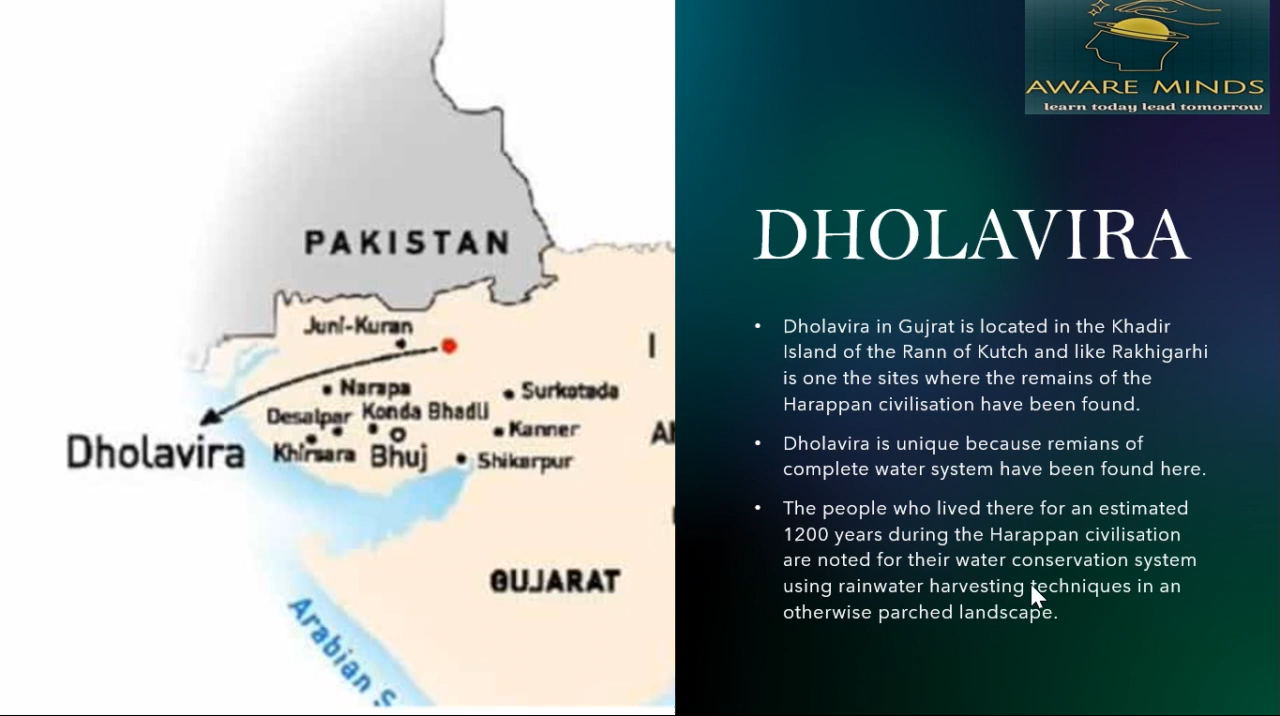 AWARE MINDS
learn today lead tomorrow
PAKISTAN
Juni-Kuran
Narapa
Surkotada
Desalpar
Konda Bhadli
Kanner
Dholavira
Khirsara
Bhuj
Shikarpur
I
GUJARAT
Arabian S
DHOLAVIRA
• Dholavira in Gujrat is located in the Khadir
Island of the Rann of Kutch and like Rakhigarhi
is one the sites where the remains of the
Harappan civilisation have been found.
• Dholavira is unique because remians of
complete water system have been found here.
• The people who lived there for an estimated
1200 years during the Harappan civilisation
are noted for their water conservation system
using rainwater harvesting techniques in an
otherwise parched landscape.